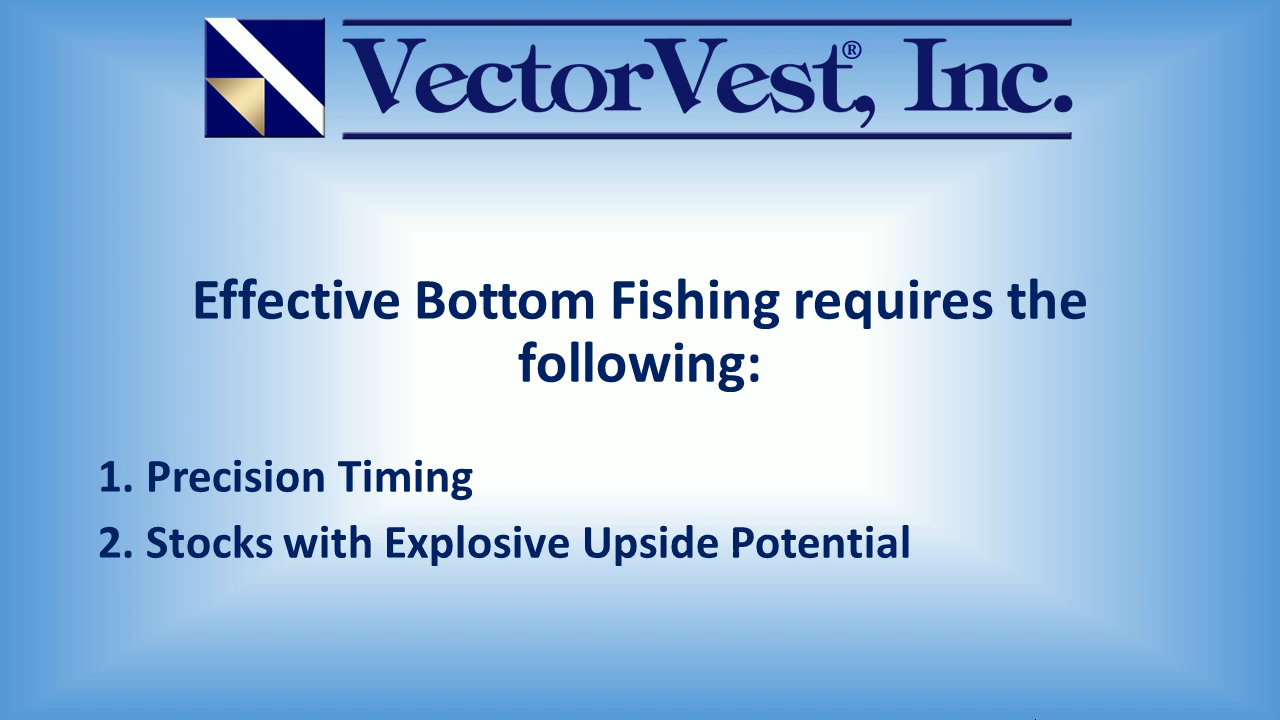 VectorVest®, Inc.
Effective Bottom Fishing requires the
following:
1. Precision Timing
2. Stocks with Explosive Upside Potential